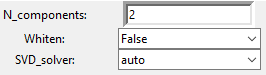 N_components: 2
Whiten: False
SVD_solver: auto